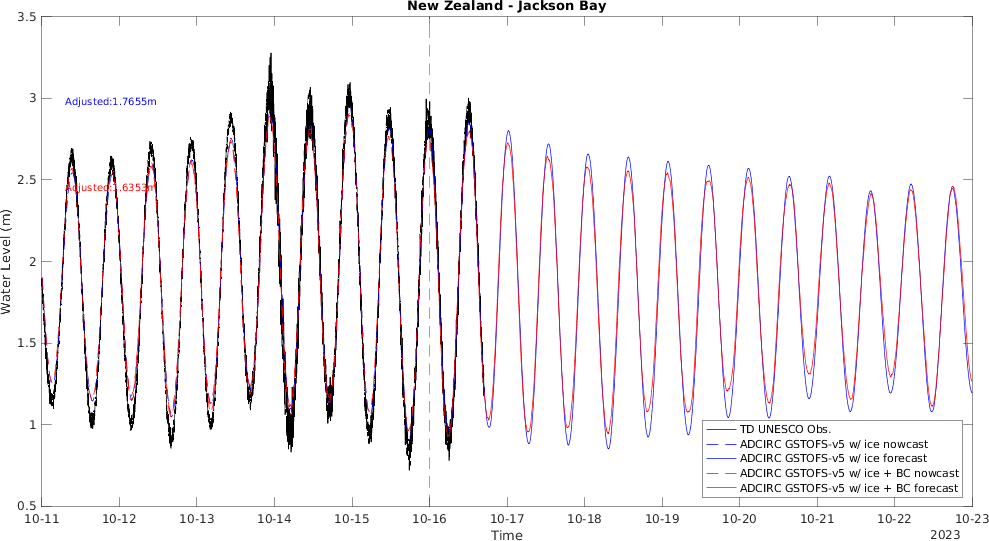 New Zealand - Jackson Bay
3.5
3
2.5
2
1.5
1
0.5
Water Level (m)
Adjusted:1.7655m
Adjusted:1.6353m
TD UNESCO Obs.
ADCIRC GSTOFS-v5 w/ ice nowcast
ADCIRC GSTOFS-v5 w/ ice forecast
ADCIRC GSTOFS-v5 w/ ice + BC nowcast
ADCIRC GSTOFS-v5 w/ ice + BC forecast
10-11 10-12 10-13 10-14 10-15 10-16 10-17 10-18 10-19 10-20 10-21 10-22 10-23
Time
2023